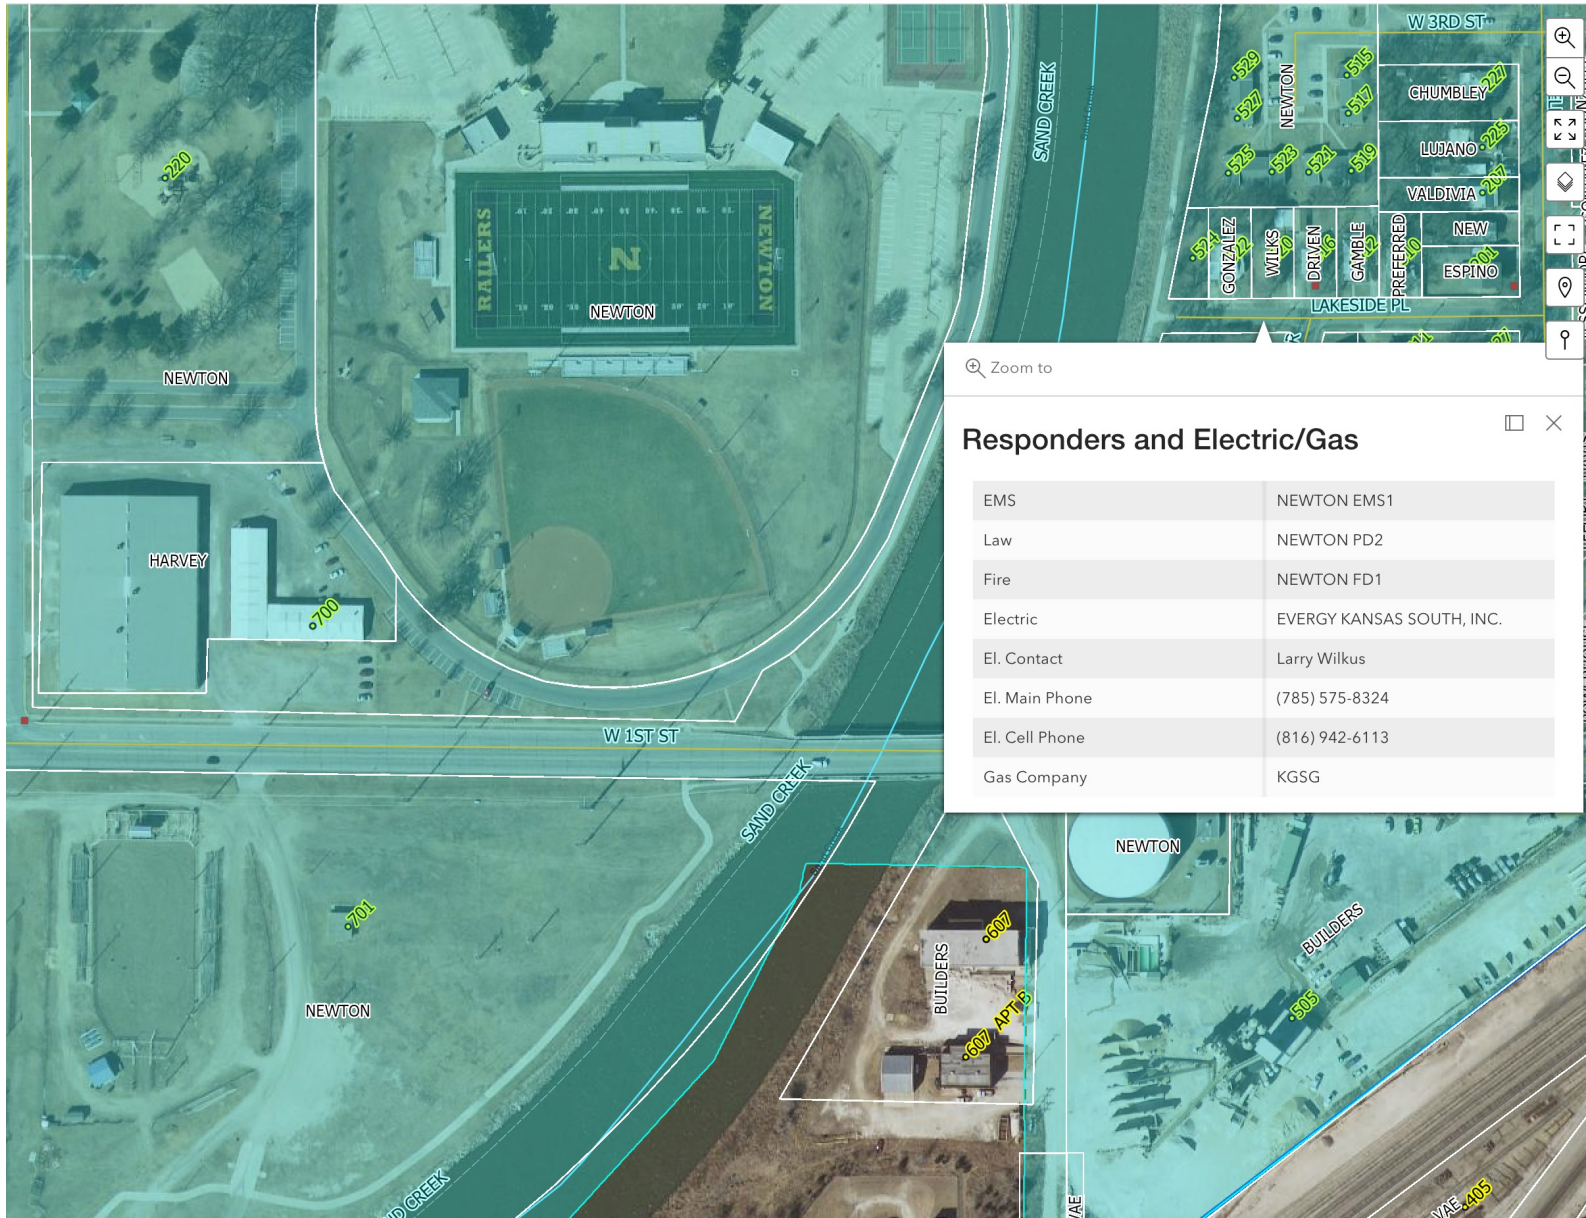 W 3RD ST
SAND CREEK
529
527
NEWTON
515
517
CHUMBLEY
227
LUJANO
225
220
525
523
521
519
VALDIVIA
207
NEW
524
GONZALEZ
WILKS
DRIVEN
GAMBLE
PREFERRED
ESPINO
201
LAKESIDE PL
RAILERS
N
NEWTON
NEWTON
NEWTON
Zoom to
Responders and Electric/Gas
EMS NEWTON EMS1
Law NEWTON PD2
Fire NEWTON FD1
Electric EVERGY KANSAS SOUTH, INC.
El. Contact Larry Wilkus
El. Main Phone (785) 575-8324
El. Cell Phone (816) 942-6113
Gas Company KGSG
HARVEY
700
W 1ST ST
SAND CREEK
NEWTON
701
NEWTON
607
BUILDERS
607 APT B
BUILDERS
505
CREEK
VAE
VAE
405